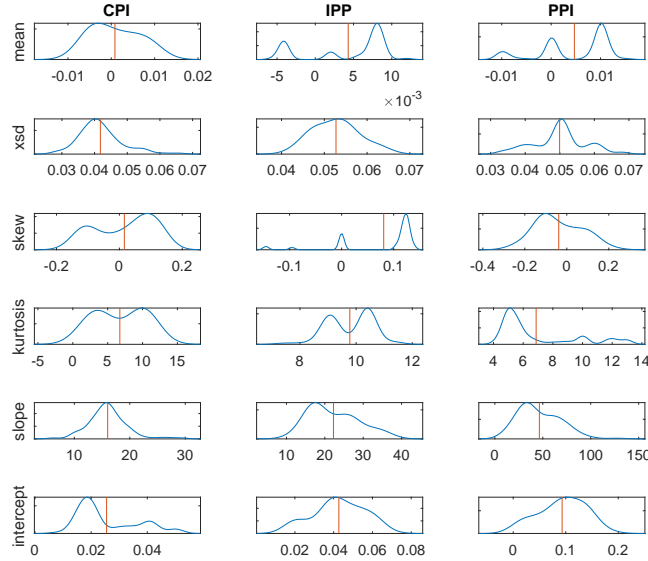 CPI IPP PPI
mean
-0.01 0 0.01 0.02 -5 0 5 10 -0.01 0 0.01
×10⁻³
xsd
0.03 0.04 0.05 0.06 0.07 0.04 0.05 0.06 0.07 0.03 0.04 0.05 0.06 0.07
skew
-0.2 0 0.2 -0.1 0 0.1 -0.4 -0.2 0 0.2
kurtosis
-5 0 5 10 15 8 10 12 4 6 8 10 12 14
slope
10 20 30 10 20 30 40 0 50 100 150
intercept
0 0.02 0.04 0.02 0.04 0.06 0.08 0 0.1 0.2